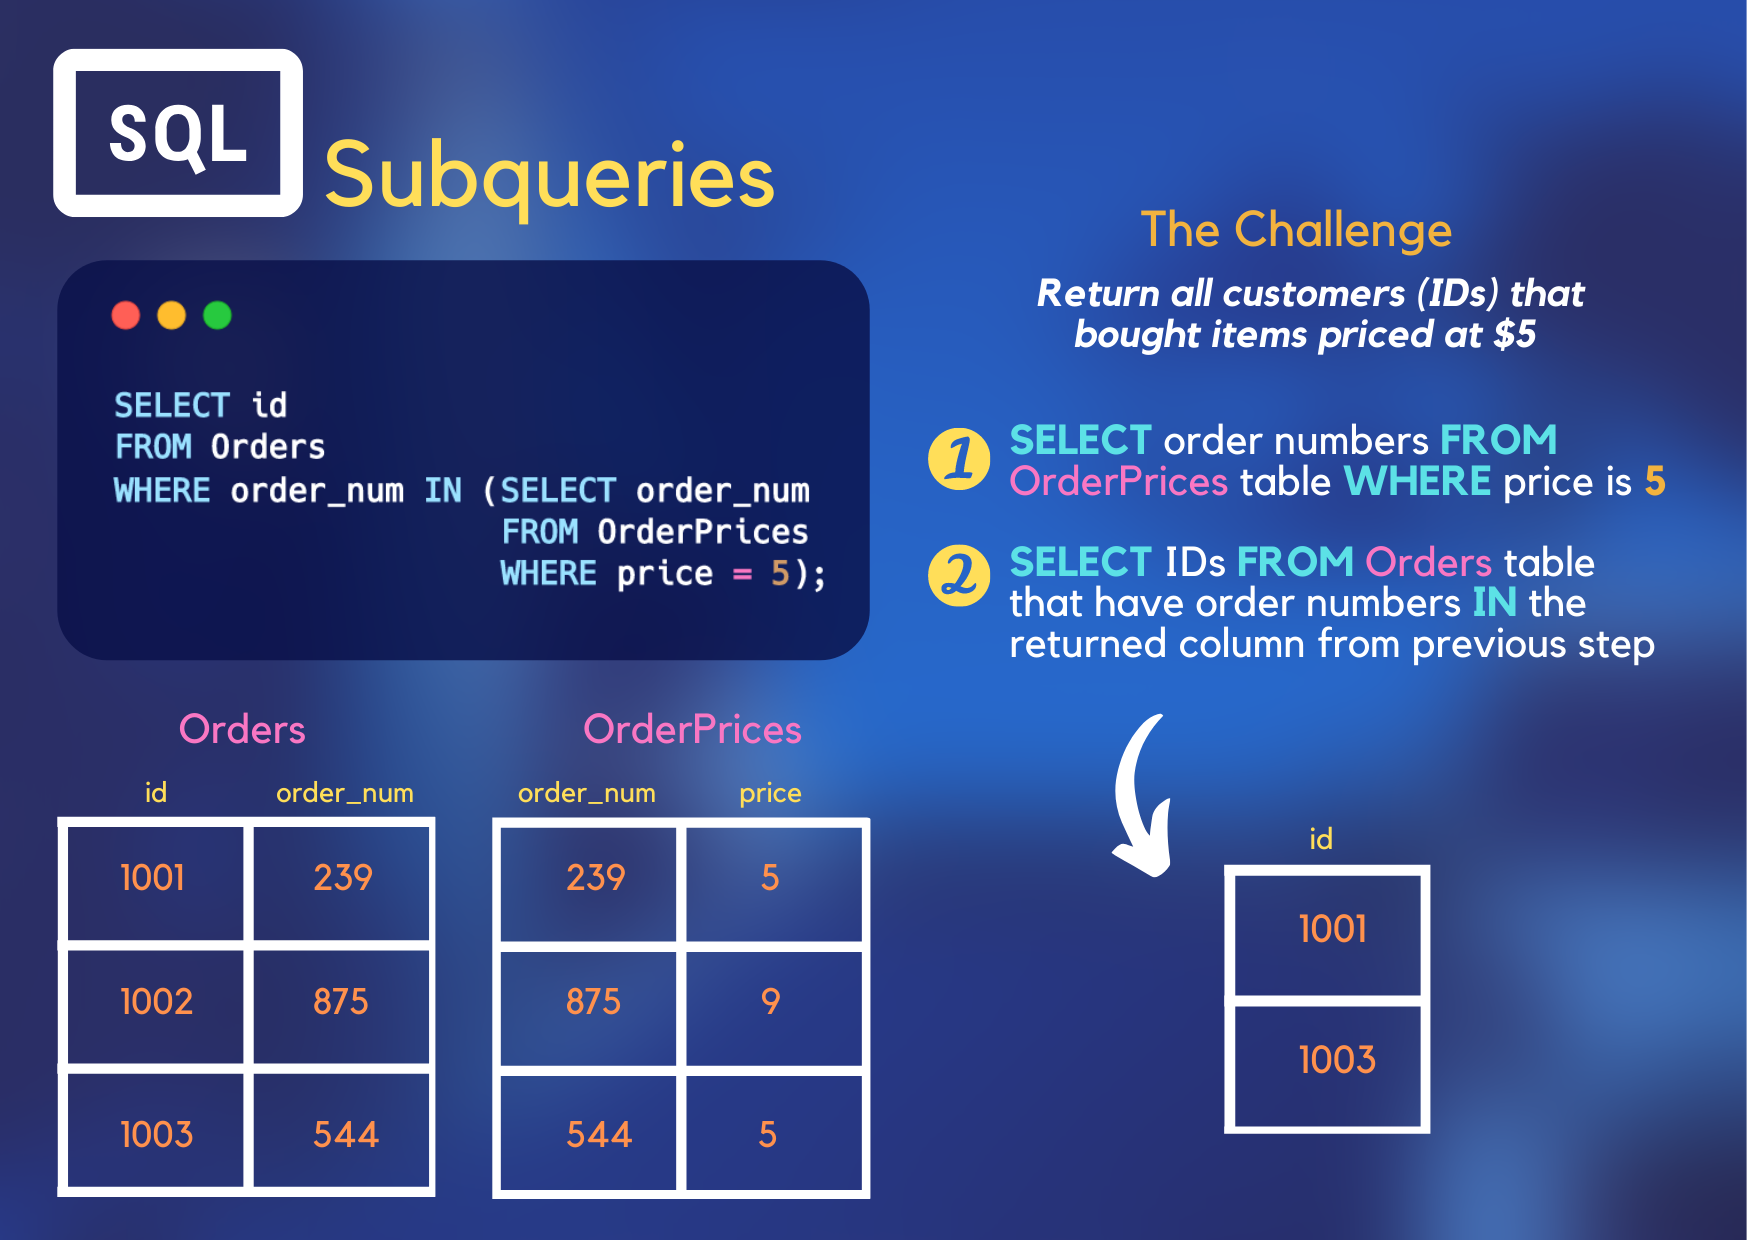 SQL
Subqueries
SELECT id
FROM Orders
WHERE order_num IN (SELECT order_num
FROM OrderPrices
WHERE price = 5);
The Challenge
Return all customers (IDs) that
bought items priced at $5
1 SELECT order numbers FROM
OrderPrices table WHERE price is 5
2 SELECT IDs FROM Orders table
that have order numbers IN the
returned column from previous step
Orders
id order_num
1001 239
1002 875
1003 544
OrderPrices
order_num price
239 5
875 9
544 5
id
1001
1003